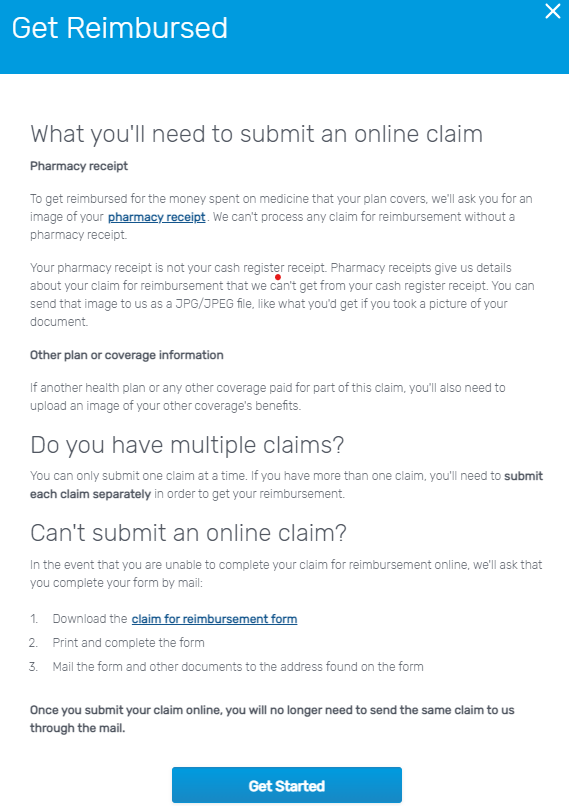 Get Reimbursed
What you'll need to submit an online claim
Pharmacy receipt
To get reimbursed for the money spent on medicine that your plan covers, we'll ask you for an
image of your pharmacy receipt. We can't process any claim for reimbursement without a
pharmacy receipt.
Your pharmacy receipt is not your cash register receipt. Pharmacy receipts give us details
about your claim for reimbursement that we can't get from your cash register receipt. You can
send that image to us as a JPG/JPEG file, like what you'd get if you took a picture of your
document.
Other plan or coverage information
If another health plan or any other coverage paid for part of this claim, you'll also need to
upload an image of your other coverage's benefits.
Do you have multiple claims?
You can only submit one claim at a time. If you have more than one claim, you'll need to submit
each claim separately in order to get your reimbursement.
Can't submit an online claim?
In the event that you are unable to complete your claim for reimbursement online, we'll ask that
you complete your form by mail:
1. Download the claim for reimbursement form
2. Print and complete the form
3. Mail the form and other documents to the address found on the form
Once you submit your claim online, you will no longer need to send the same claim to us
through the mail.
Get Started